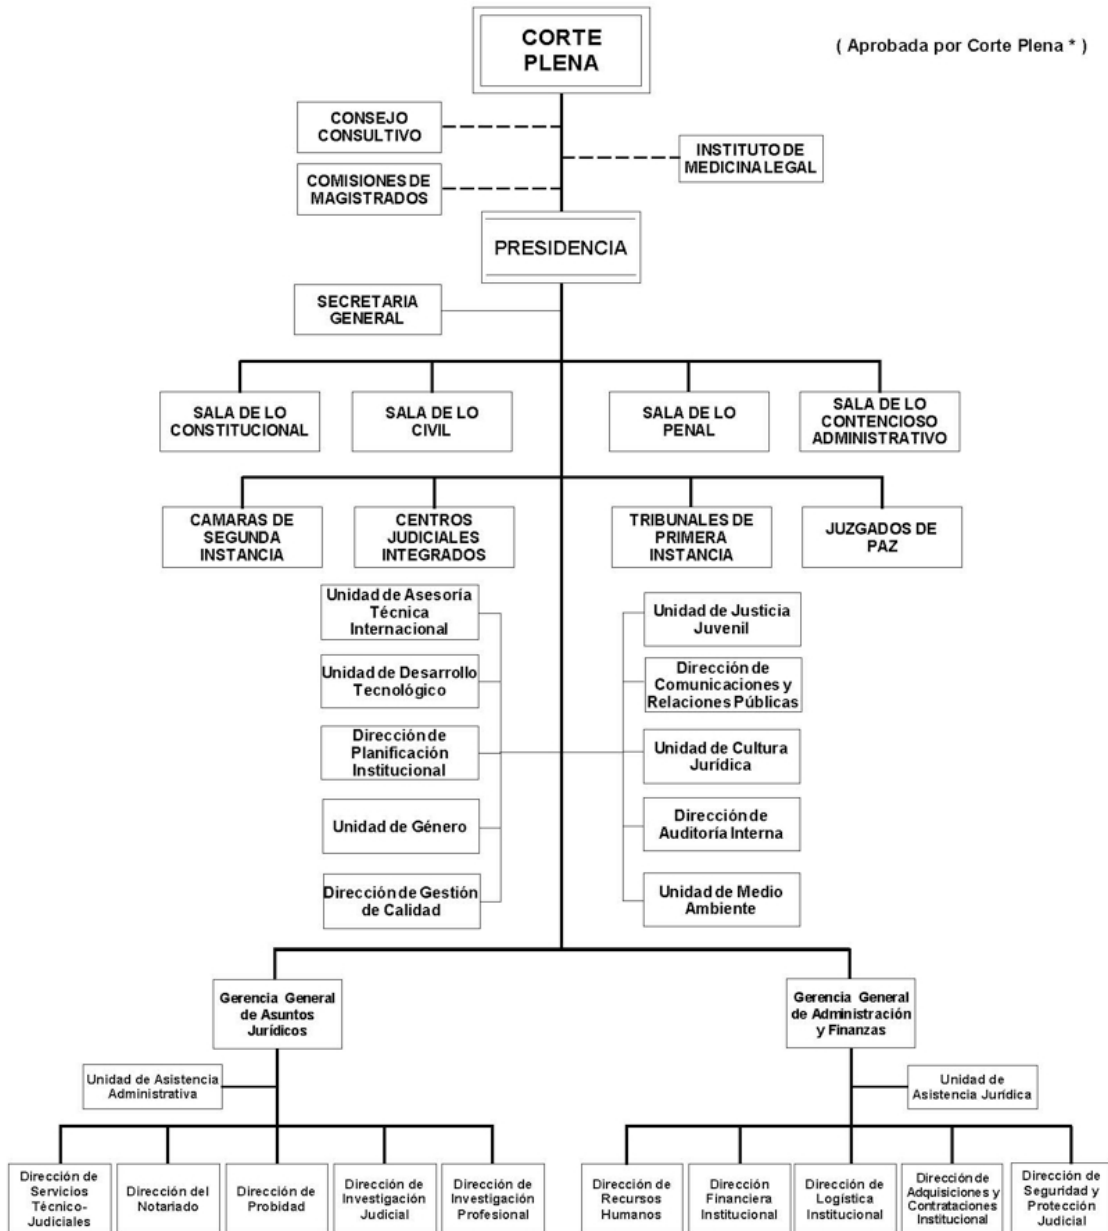 CORTE
PLENA
( Aprobada por Corte Plena * )
CONSEJO
CONSULTIVO
INSTITUTO DE
MEDICINA LEGAL
COMISIONES DE
MAGISTRADOS
PRESIDENCIA
SECRETARIA
GENERAL
SALA DE LO
CONSTITUCIONAL
SALA DE LO
CIVIL
SALA DE LO
PENAL
SALA DE LO
CONTENCIOSO
ADMINISTRATIVO
CAMARAS DE
SEGUNDA
INSTANCIA
CENTROS
JUDICIALES
INTEGRADOS
TRIBUNALES DE
PRIMERA
INSTANCIA
JUZGADOS DE
PAZ
Unidad de Asesoría
Técnica
Internacional
Unidad de Justicia
Juvenil
Unidad de Desarrollo
Tecnológico
Dirección de
Comunicaciones y
Relaciones Públicas
Dirección de
Planificación
Institucional
Unidad de Cultura
Jurídica
Unidad de Género
Dirección de
Auditoría Interna
Dirección de Gestión
de Calidad
Unidad de Medio
Ambiente
Gerencia General
de Asuntos
Jurídicos
Gerencia General
de Administración
y Finanzas
Unidad de Asistencia
Administrativa
Unidad de
Asistencia Jurídica
Dirección de
Servicios
Técnico-
Judiciales
Dirección del
Notariado
Dirección de
Probidad
Dirección de
Investigación
Judicial
Dirección de
Investigación
Profesional
Dirección de
Recursos
Humanos
Dirección
Financiera
Institucional
Dirección de
Logística
Institucional
Dirección de
Adquisiciones y
Contrataciones
Institucional
Dirección de
Seguridad y
Protección
Judicial